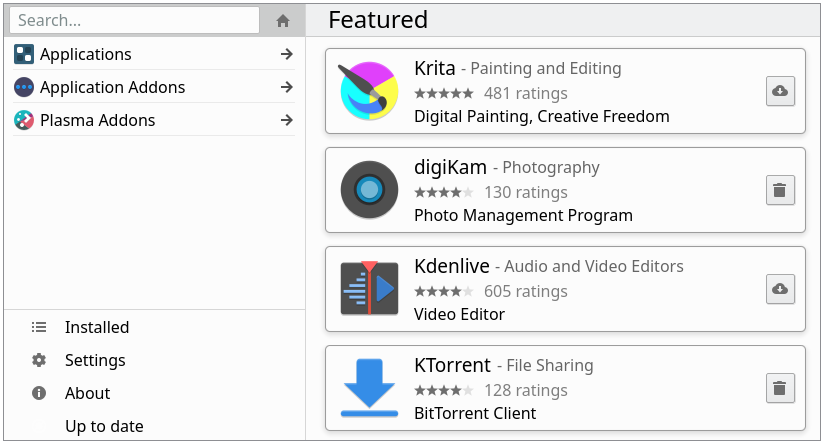 Search...
Applications
Application Addons
Plasma Addons
Installed
Settings
About
Up to date
Featured
Krita - Painting and Editing
481 ratings
Digital Painting, Creative Freedom
digiKam - Photography
130 ratings
Photo Management Program
Kdenlive - Audio and Video Editors
605 ratings
Video Editor
KTorrent - File Sharing
128 ratings
BitTorrent Client